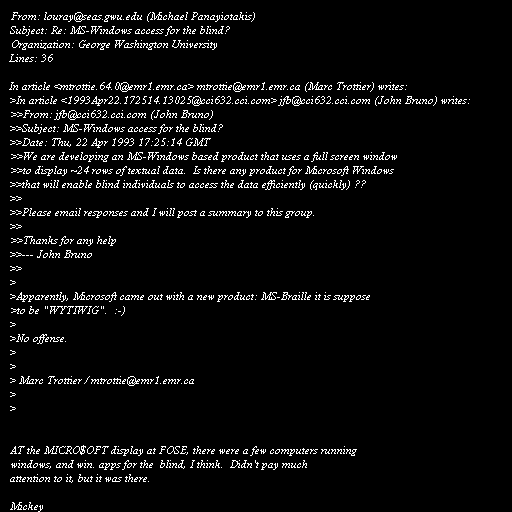 From: louray@seas.gwu.edu (Michael Panayiotakis)
Subject: Re: MS-Windows access for the blind?
Organization: George Washington University
Lines: 36

In article <mtrottie.64.0@emr1.emr.ca> mtrottie@emr1.emr.ca (Marc Trottier) writes:
>In article <1993Apr22.172514.13025@cci632.cci.com> jfb@cci632.cci.com (John Bruno) writes:
>>From: jfb@cci632.cci.com (John Bruno)
>>Subject: MS-Windows access for the blind?
>>Date: Thu, 22 Apr 1993 17:25:14 GMT
>>We are developing an MS-Windows based product that uses a full screen window
>>to display ~24 rows of textual data.  Is there any product for Microsoft Windows
>>that will enable blind individuals to access the data efficiently (quickly) ??
>>
>>Please email responses and I will post a summary to this group.
>>
>>Thanks for any help
>>--- John Bruno
>>
>
>Apparently, Microsoft came out with a new product: MS-Braille it is suppose
>to be "WYTIWIG".  :-)
>
>No offense.
>
>
> Marc Trottier / mtrottie@emr1.emr.ca
>
>

AT the MICRO$OFT display at FOSE, there were a few computers running
windows, and win. apps for the  blind, I think.  Didn't pay much
attention to it, but it was there.

Mickey